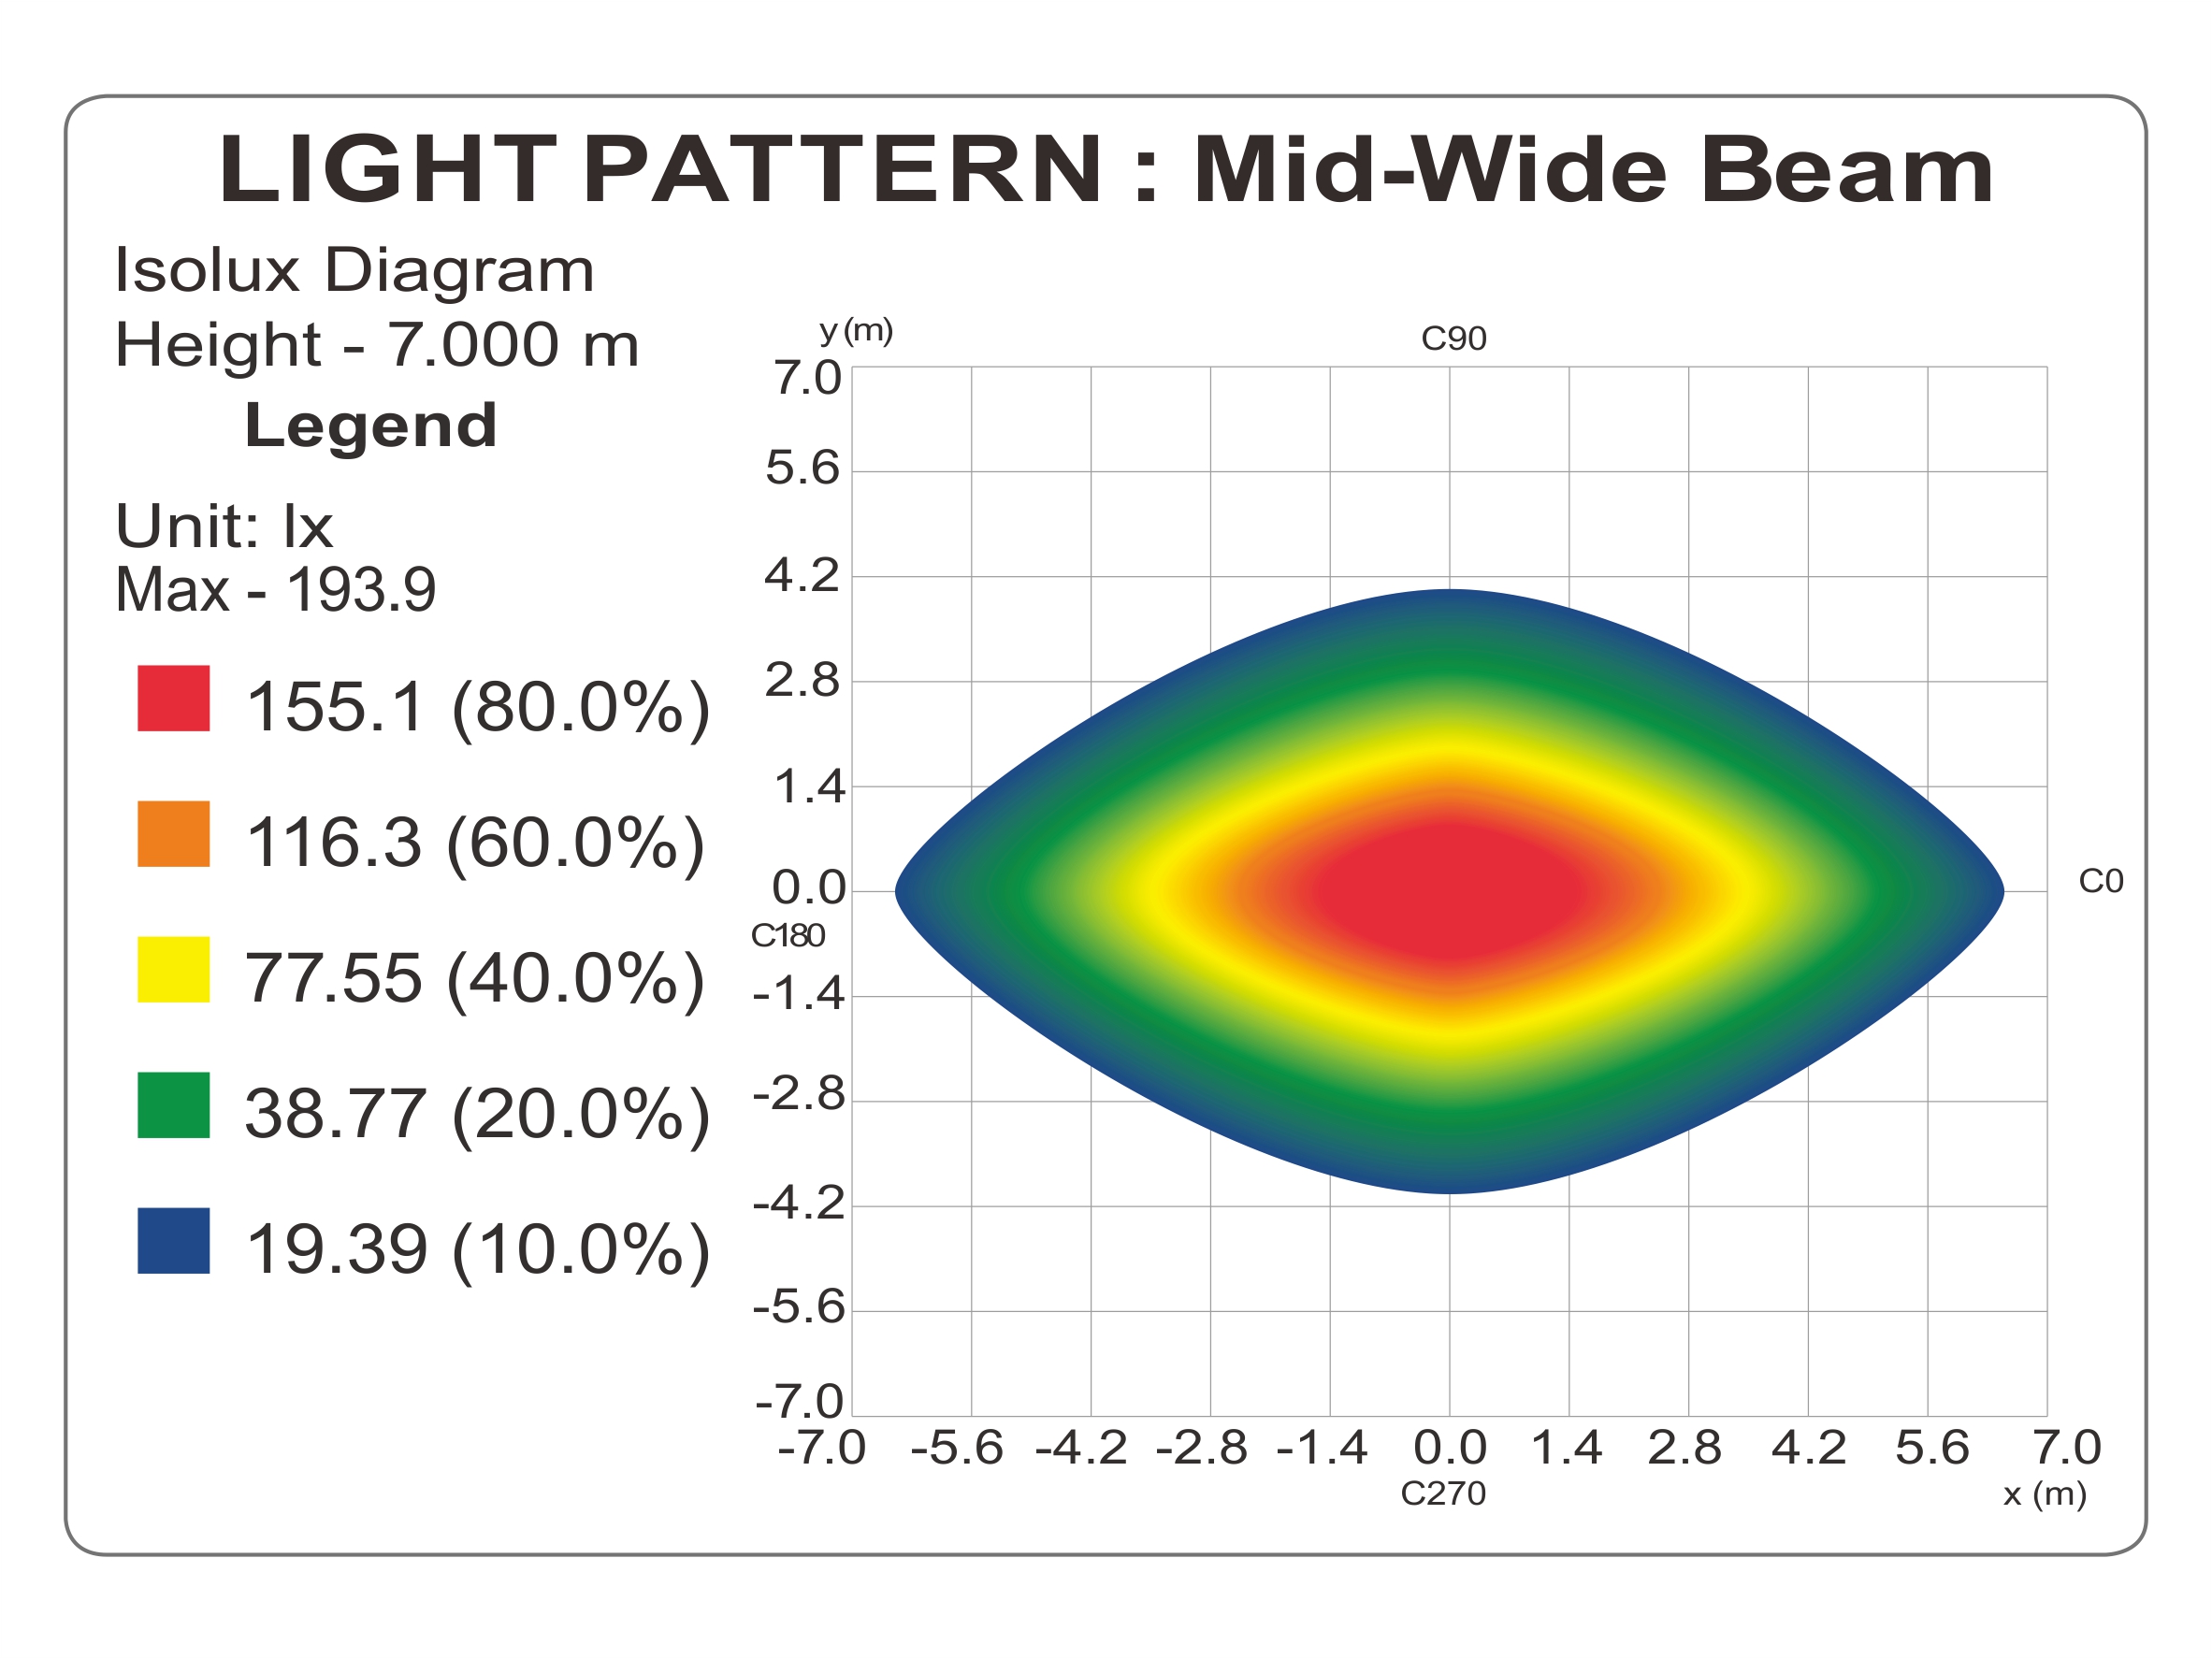 LIGHT PATTERN : Mid-Wide Beam
Isolux Diagram
Height - 7.000 m
Legend
Unit: lx
Max - 193.9
155.1 (80.0%)
116.3 (60.0%)
77.55 (40.0%)
38.77 (20.0%)
19.39 (10.0%)
y (m)
C90
7.0
5.6
4.2
2.8
1.4
0.0
C0
C180
-1.4
-2.8
-4.2
-5.6
-7.0
-7.0 -5.6 -4.2 -2.8 -1.4 0.0 1.4 2.8 4.2 5.6 7.0
C270
x (m)